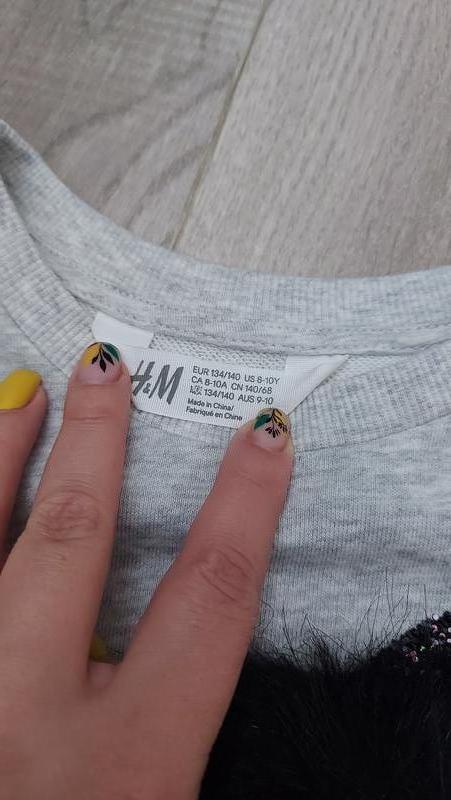 H&M
EUR 134/140 US 8-10Y
CA 8-10A CN 140/68
134/140 AUS 9-10
Made in China/
Fabriqué en Chine